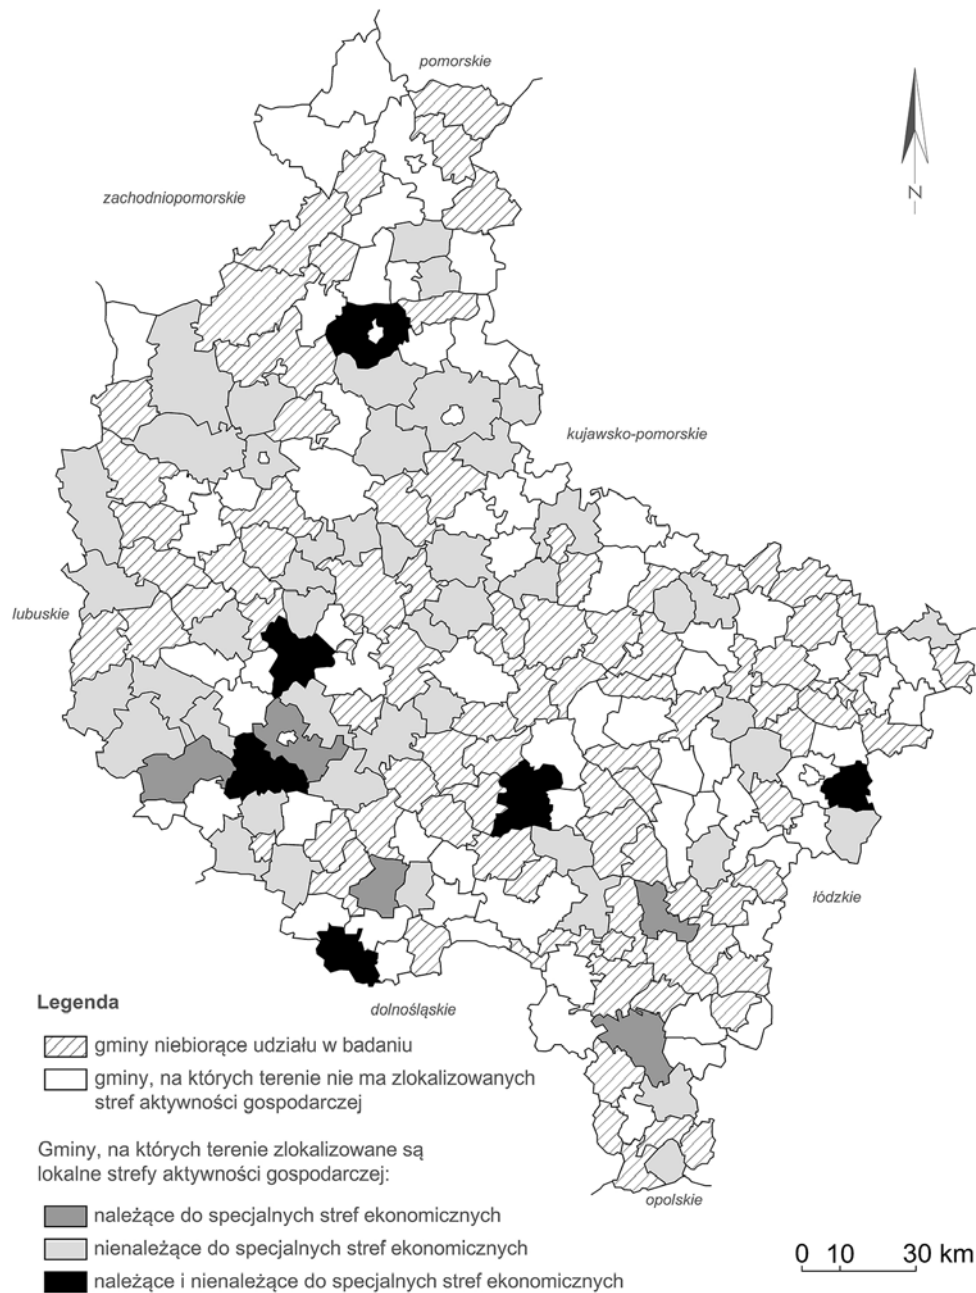 pomorskie
zachodniopomorskie
N
kujawsko-pomorskie
lubuskie
łódzkie
dolnośląskie
opolskie
Legenda
gminy niebiorące udziału w badaniu
gminy, na których terenie nie ma zlokalizowanych
stref aktywności gospodarczej
Gminy, na których terenie zlokalizowane są
lokalne strefy aktywności gospodarczej:
należące do specjalnych stref ekonomicznych
nienależące do specjalnych stref ekonomicznych
należące i nienależące do specjalnych stref ekonomicznych
0 10 30 km